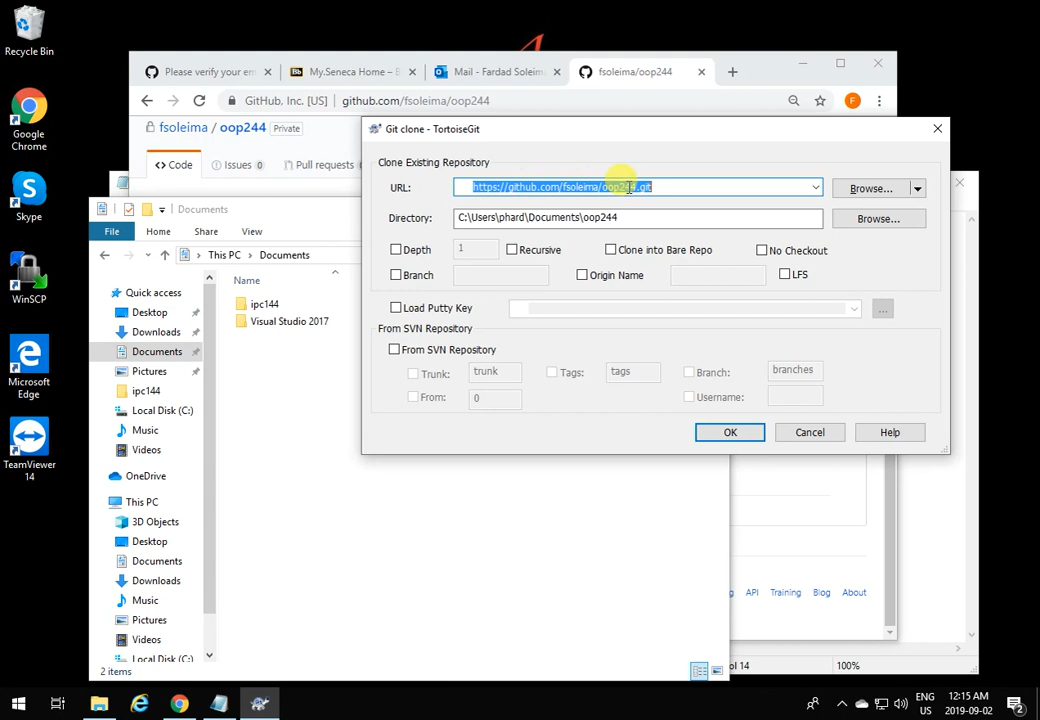 Recycle Bin
Google
Chrome
Skype
WinSCP
Microsoft
Edge
TeamViewer
14
Please verify your em
Bb
My.Seneca Home – B
Mail - Fardad Soleim
fsoleima/oop244
GitHub, Inc. [US]
github.com/fsoleima/oop244
F
fsoleima / oop244
Private
Code
Issues 0
Pull requests
Git clone - TortoiseGit
Clone Existing Repository
URL:
https://github.com/fsoleima/oop244.git
Browse...
Directory:
C:\Users\phard\Documents\oop244
Browse...
Depth
1
Recursive
Clone into Bare Repo
No Checkout
Branch
Origin Name
LFS
Load Putty Key
...
From SVN Repository
From SVN Repository
Trunk:
trunk
Tags:
tags
Branch:
branches
From:
0
Username:
OK
Cancel
Help
Documents
File
Home
Share
View
This PC
Documents
Name
ipc144
Visual Studio 2017
Quick access
Desktop
Downloads
Documents
Pictures
ipc144
Local Disk (C:)
Music
Videos
OneDrive
This PC
3D Objects
Desktop
Documents
Downloads
Music
Pictures
Videos
Local Disk (C:)
2 items
API
Training
Blog
About
ol 14
100%
ENG
US
12:15 AM
2019-09-02
2